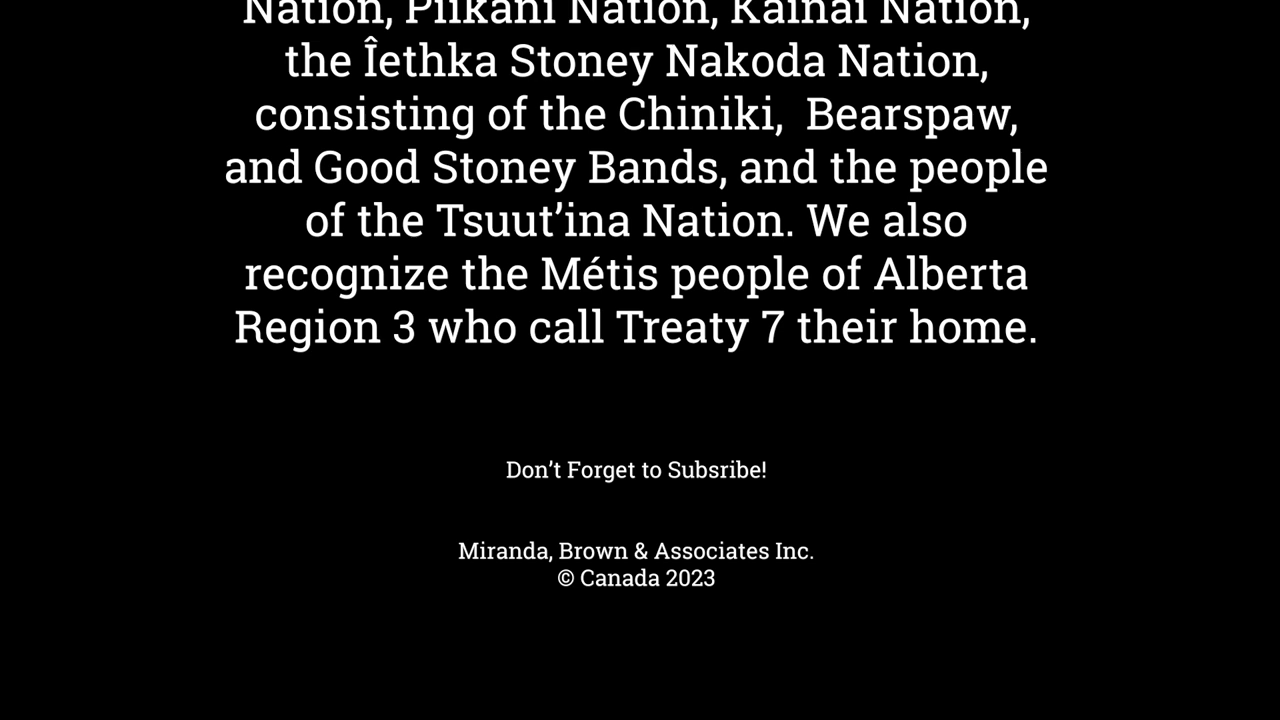 Nation, Piikani Nation, Kainai Nation,
the Îethka Stoney Nakoda Nation,
consisting of the Chiniki,  Bearspaw,
and Good Stoney Bands, and the people
of the Tsuut’ina Nation. We also
recognize the Métis people of Alberta
Region 3 who call Treaty 7 their home.
Don’t Forget to Subsribe!
Miranda, Brown & Associates Inc.
© Canada 2023